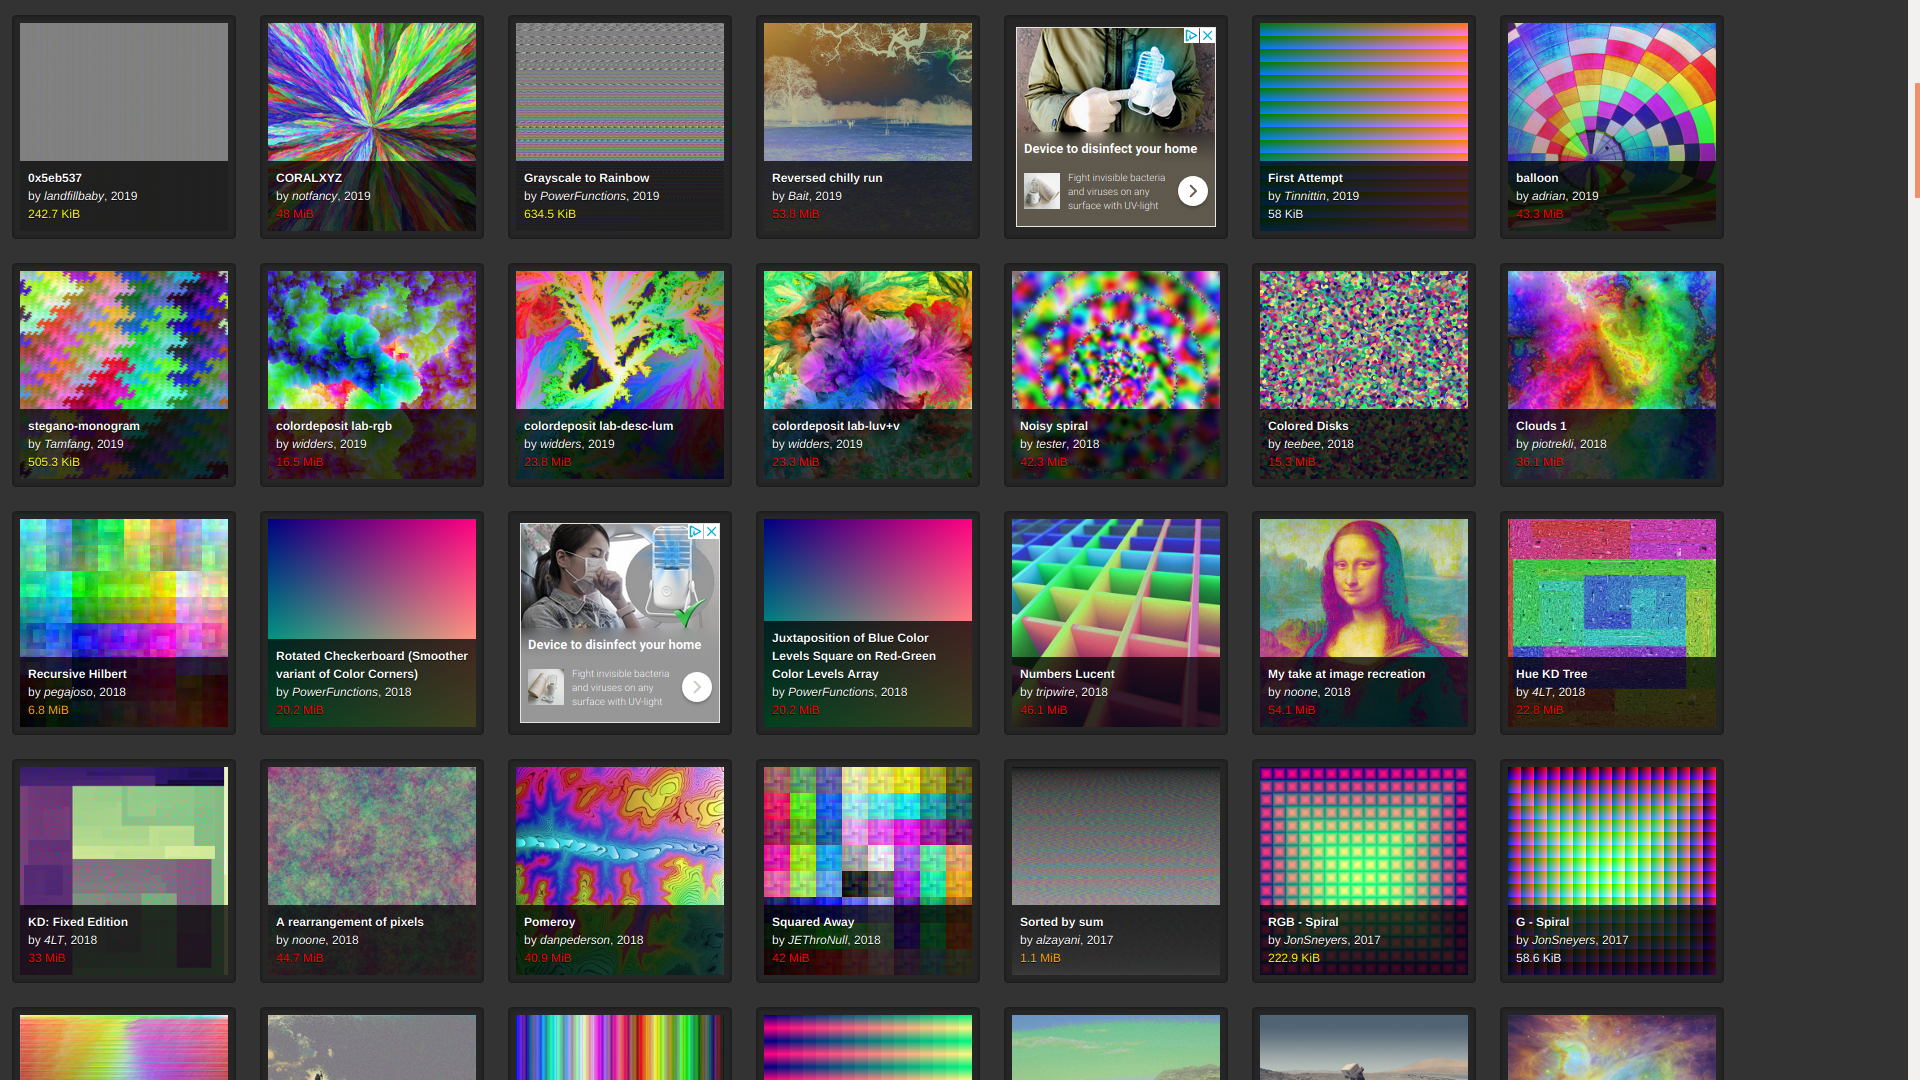 0x5eb537
by landfillbaby, 2019
242.7 KiB
CORALXYZ
by notfancy, 2019
48 MiB
Grayscale to Rainbow
by PowerFunctions, 2019
634.5 KiB
Reversed chilly run
by Bait, 2019
53.8 MiB
Device to disinfect your home
Fight invisible bacteria
and viruses on any
surface with UV-light
First Attempt
by Tinnittin, 2019
58 KiB
balloon
by adrian, 2019
43.3 MiB
stegano-monogram
by Tamfang, 2019
505.3 KiB
colordeposit lab-rgb
by widders, 2019
16.5 MiB
colordeposit lab-desc-lum
by widders, 2019
23.8 MiB
colordeposit lab-luv+v
by widders, 2019
23.3 MiB
Noisy spiral
by tester, 2018
42.3 MiB
Colored Disks
by teebee, 2018
15.3 MiB
Clouds 1
by piotrekli, 2018
36.1 MiB
Recursive Hilbert
by pegajoso, 2018
6.8 MiB
Rotated Checkerboard (Smoother
variant of Color Corners)
by PowerFunctions, 2018
20.2 MiB
Device to disinfect your home
Fight invisible bacteria
and viruses on any
surface with UV-light
Juxtaposition of Blue Color
Levels Square on Red-Green
Color Levels Array
by PowerFunctions, 2018
20.2 MiB
Numbers Lucent
by tripwire, 2018
46.1 MiB
My take at image recreation
by noone, 2018
54.1 MiB
Hue KD Tree
by 4LT, 2018
22.8 MiB
KD: Fixed Edition
by 4LT, 2018
33 MiB
A rearrangement of pixels
by noone, 2018
44.7 MiB
Pomeroy
by danpederson, 2018
40.9 MiB
Squared Away
by JEThroNull, 2018
42 MiB
Sorted by sum
by alzayani, 2017
1.1 MiB
RGB - Spiral
by JonSneyers, 2017
222.9 KiB
G - Spiral
by JonSneyers, 2017
58.6 KiB